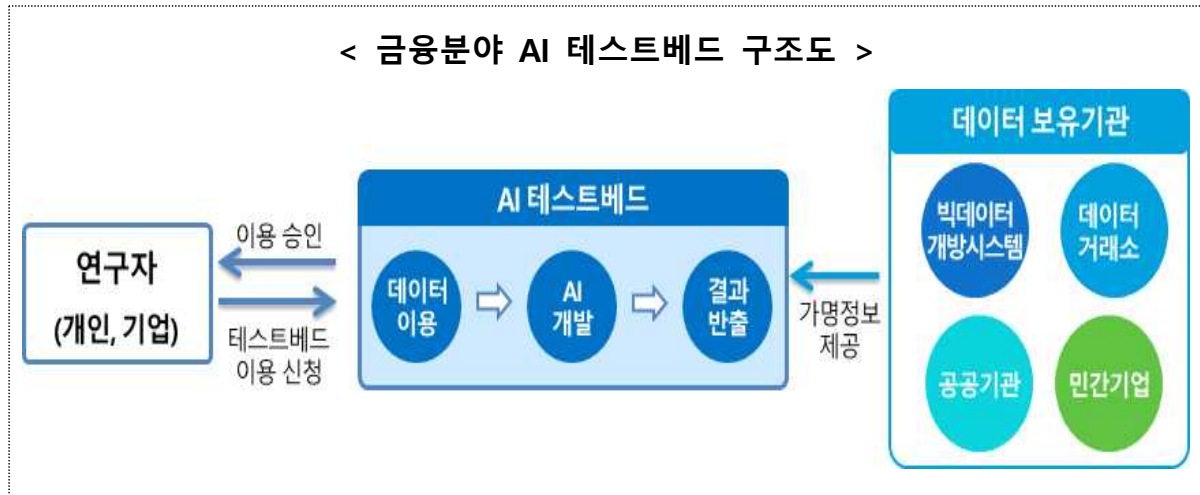 < 금융분야 AI 테스트베드 구조도 >
연구자
(개인, 기업)
이용 승인
테스트베드
이용 신청
AI 테스트베드
데이터
이용
AI
개발
결과
반출
가명정보
제공
데이터 보유기관
빅데이터
개방시스템
데이터
거래소
공공기관
민간기업